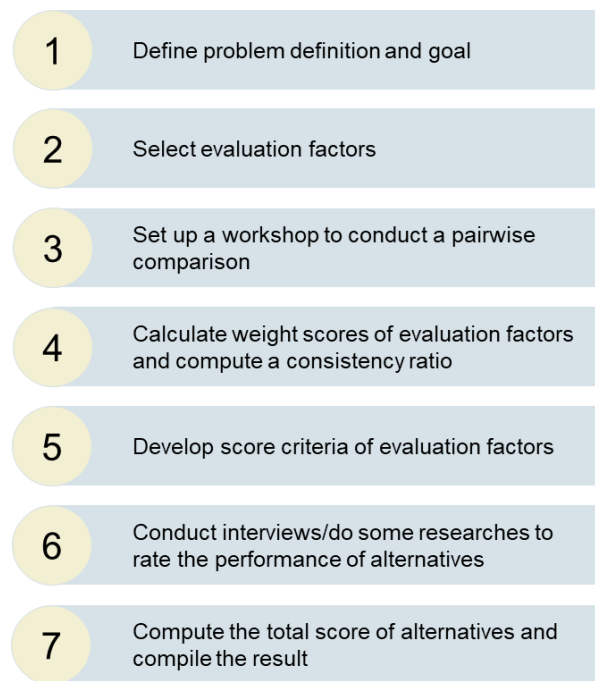 1
Define problem definition and goal
2
Select evaluation factors
3
Set up a workshop to conduct a pairwise
comparison
4
Calculate weight scores of evaluation factors
and compute a consistency ratio
5
Develop score criteria of evaluation factors
6
Conduct interviews/do some researches to
rate the performance of alternatives
7
Compute the total score of alternatives and
compile the result